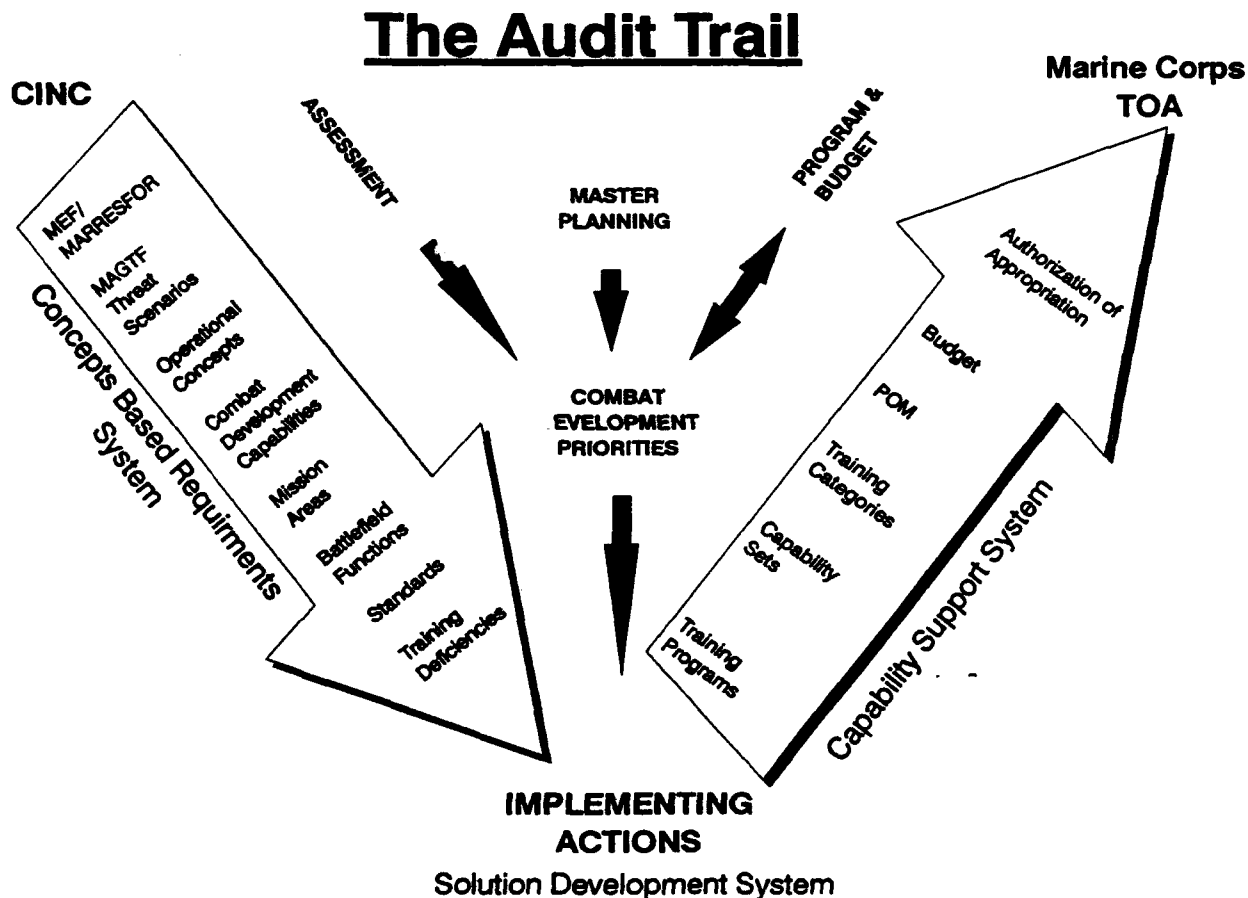 The Audit Trail
CINC
Marine Corps
TOA
ASSESSMENT
MASTER
PLANNING
PROGRAM &
BUDGET
MEF/
MARRESFOR
MAGTF
Threat
Scenarios
Operational
Concepts
Combat
Development
Capabilities
Mission
Areas
Battlefield
Functions
Standards
Training
Deficiencies
Concepts Based Requirments
System
COMBAT
EVELOPMENT
PRIORITIES
Authorization of
Appropriation
Budget
POM
Training
Categories
Capability
Sets
Training
Programs
Capability Support System
IMPLEMENTING
ACTIONS
Solution Development System